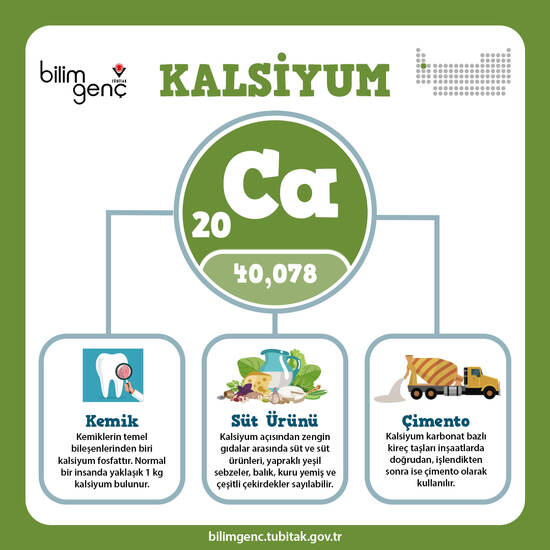 bilim
genç
TÜBİTAK
KALSİYUM
Ca
20
40,078
Kemik
Kemiklerin temel
bileşenlerinden biri
kalsiyum fosfattır. Normal
bir insanda yaklaşık 1 kg
kalsiyum bulunur.
Süt Ürünü
Kalsiyum açısından zengin
gıdalar arasında süt ve süt
ürünleri, yapraklı yeşil
sebzeler, balık, kuru yemiş ve
çeşitli çekirdekler sayılabilir.
Çimento
Kalsiyum karbonat bazlı
kireç taşları inşaatlarda
doğrudan, işlendikten
sonra ise çimento olarak
kullanılır.
bilimgenc.tubitak.gov.tr